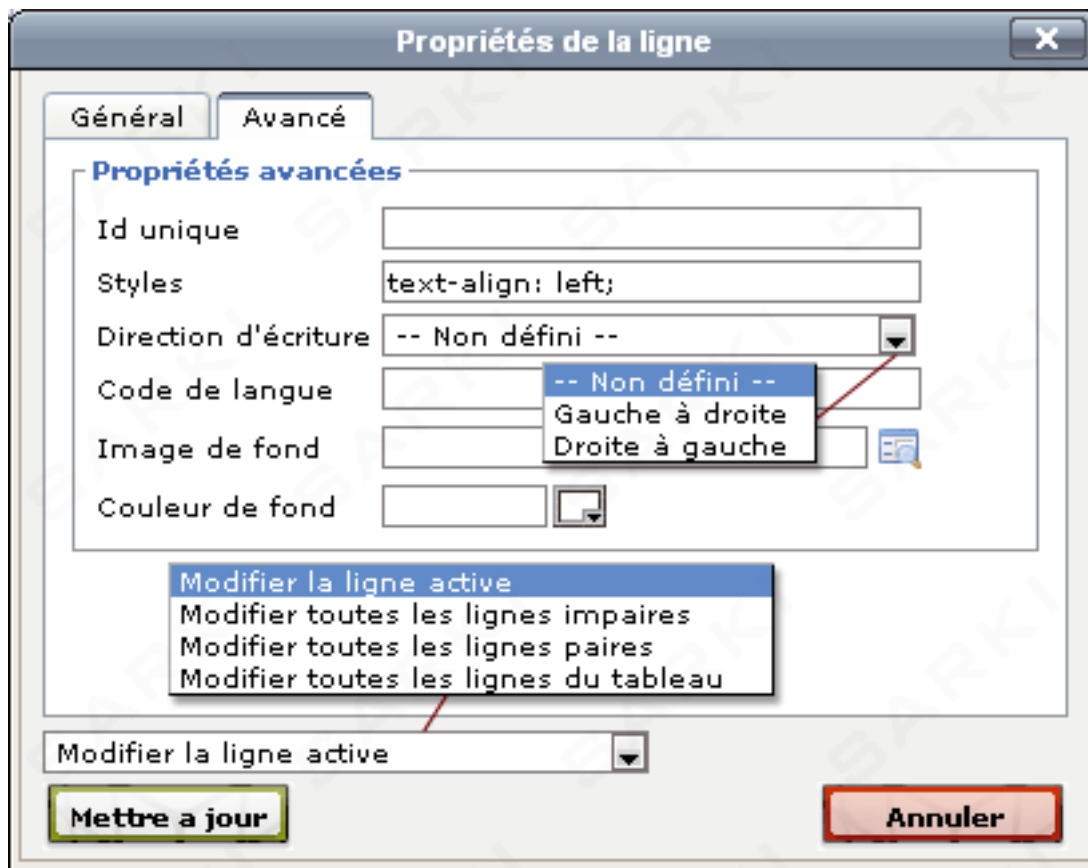 Propriétés de la ligne
Général Avancé
Propriétés avancées
Id unique
Styles text-align: left;
Direction d'écriture -- Non défini --
-- Non défini --
Code de langue
Gauche à droite
Droite à gauche
Image de fond
Couleur de fond
Modifier la ligne active
Modifier toutes les lignes impaires
Modifier toutes les lignes paires
Modifier toutes les lignes du tableau
Modifier la ligne active
Mettre a jour Annuler
SARKI